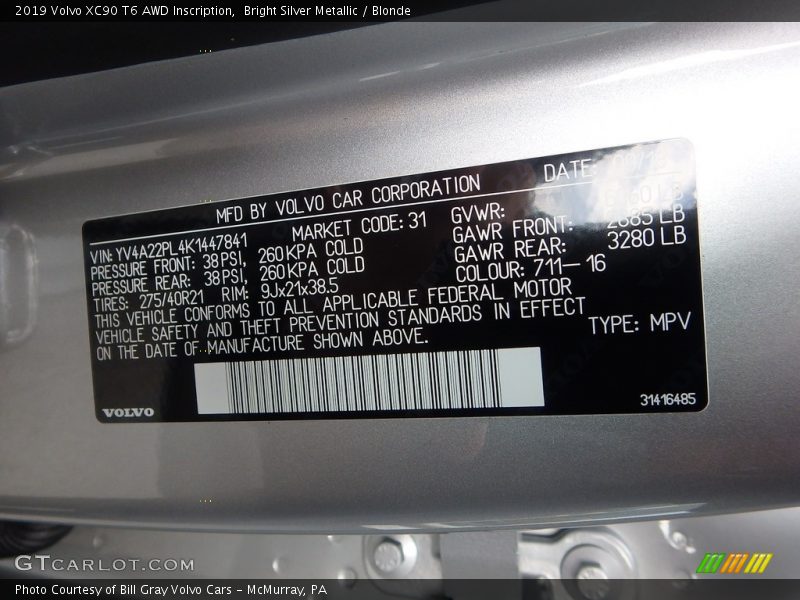 2019 Volvo XC90 T6 AWD Inscription, Bright Silver Metallic / Blonde
MFD BY VOLVO CAR CORPORATION DATE:
VIN: YV4A22PL4K1447841 MARKET CODE: 31 GVWR: LB
PRESSURE FRONT: 38 PSI, 260 KPA COLD GAWR FRONT: 2885 LB
PRESSURE REAR: 38 PSI, 260 KPA COLD GAWR REAR: 3280 LB
TIRES: 275/40R21 RIM: 9Jx21x38.5 COLOUR: 711-16
THIS VEHICLE CONFORMS TO ALL APPLICABLE FEDERAL MOTOR
VEHICLE SAFETY AND THEFT PREVENTION STANDARDS IN EFFECT
ON THE DATE OF MANUFACTURE SHOWN ABOVE. TYPE: MPV
VOLVO 31416485
GTCARLOT.COM
Photo Courtesy of Bill Gray Volvo Cars - McMurray, PA